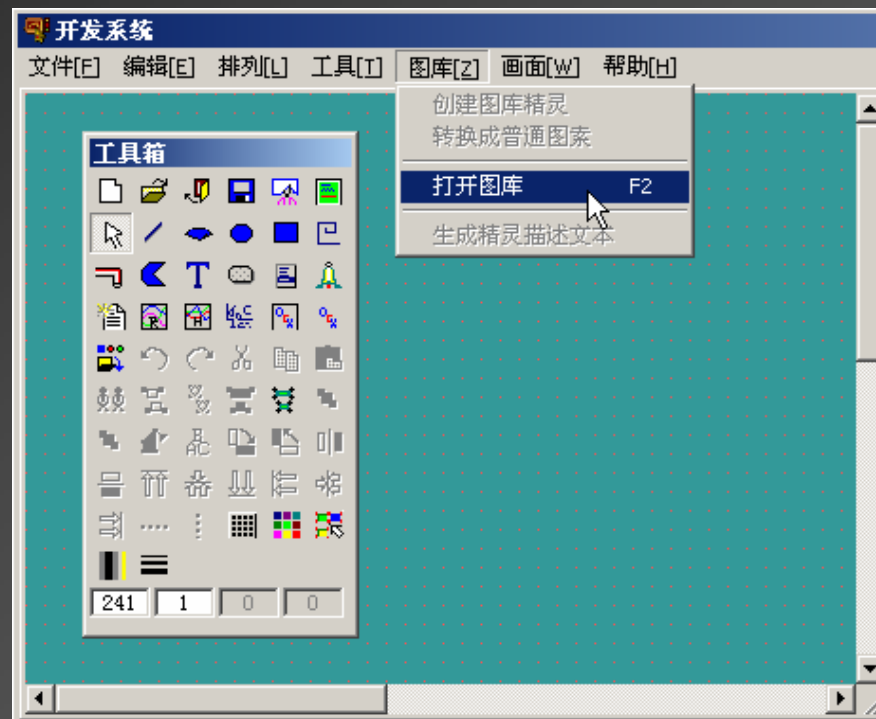 开发系统
文件[F] 编辑[E] 排列[L] 工具[T] 图库[Z] 画面[W] 帮助[H]
创建图库精灵
转换成普通图素
打开图库 F2
生成精灵描述文本
工具箱
T
241 1 0 0